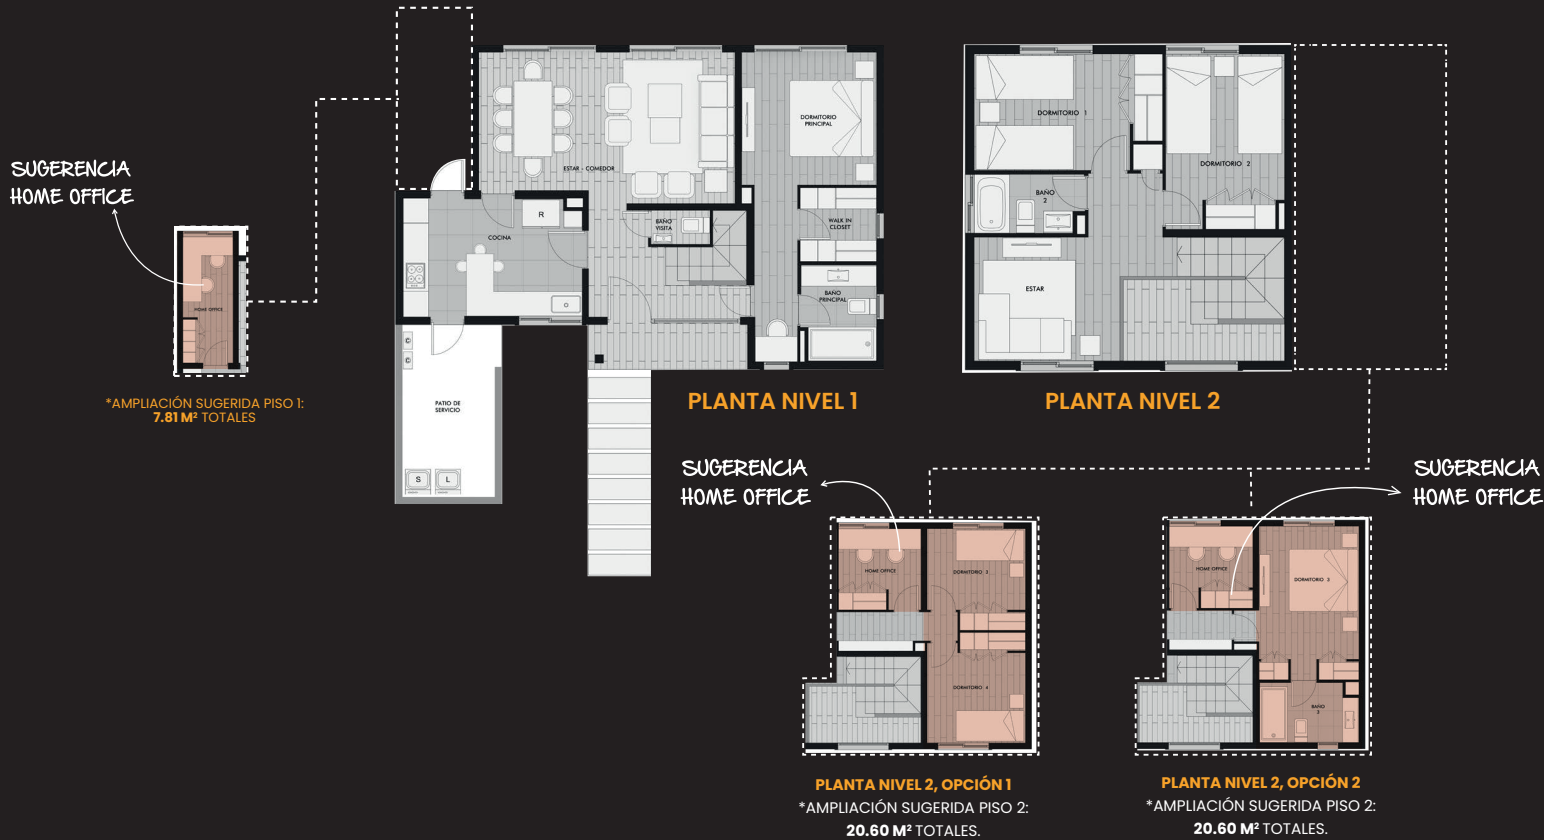 SUGERENCIA
HOME OFFICE
HOME OFFICE
*AMPLIACIÓN SUGERIDA PISO 1:
7.81 M² TOTALES
ESTAR - COMEDOR
DORMITORIO
PRINCIPAL
COCINA
R
BAÑO
VISITA
WALK IN
CLOSET
BAÑO
PRINCIPAL
PATIO DE
SERVICIO
S
L
PLANTA NIVEL 1
DORMITORIO 1
DORMITORIO 2
BAÑO
2
ESTAR
PLANTA NIVEL 2
SUGERENCIA
HOME OFFICE
HOME OFFICE
DORMITORIO 3
DORMITORIO 4
PLANTA NIVEL 2, OPCIÓN 1
*AMPLIACIÓN SUGERIDA PISO 2:
20.60 M² TOTALES.
SUGERENCIA
HOME OFFICE
HOME OFFICE
DORMITORIO 3
BAÑO
3
PLANTA NIVEL 2, OPCIÓN 2
*AMPLIACIÓN SUGERIDA PISO 2:
20.60 M² TOTALES.